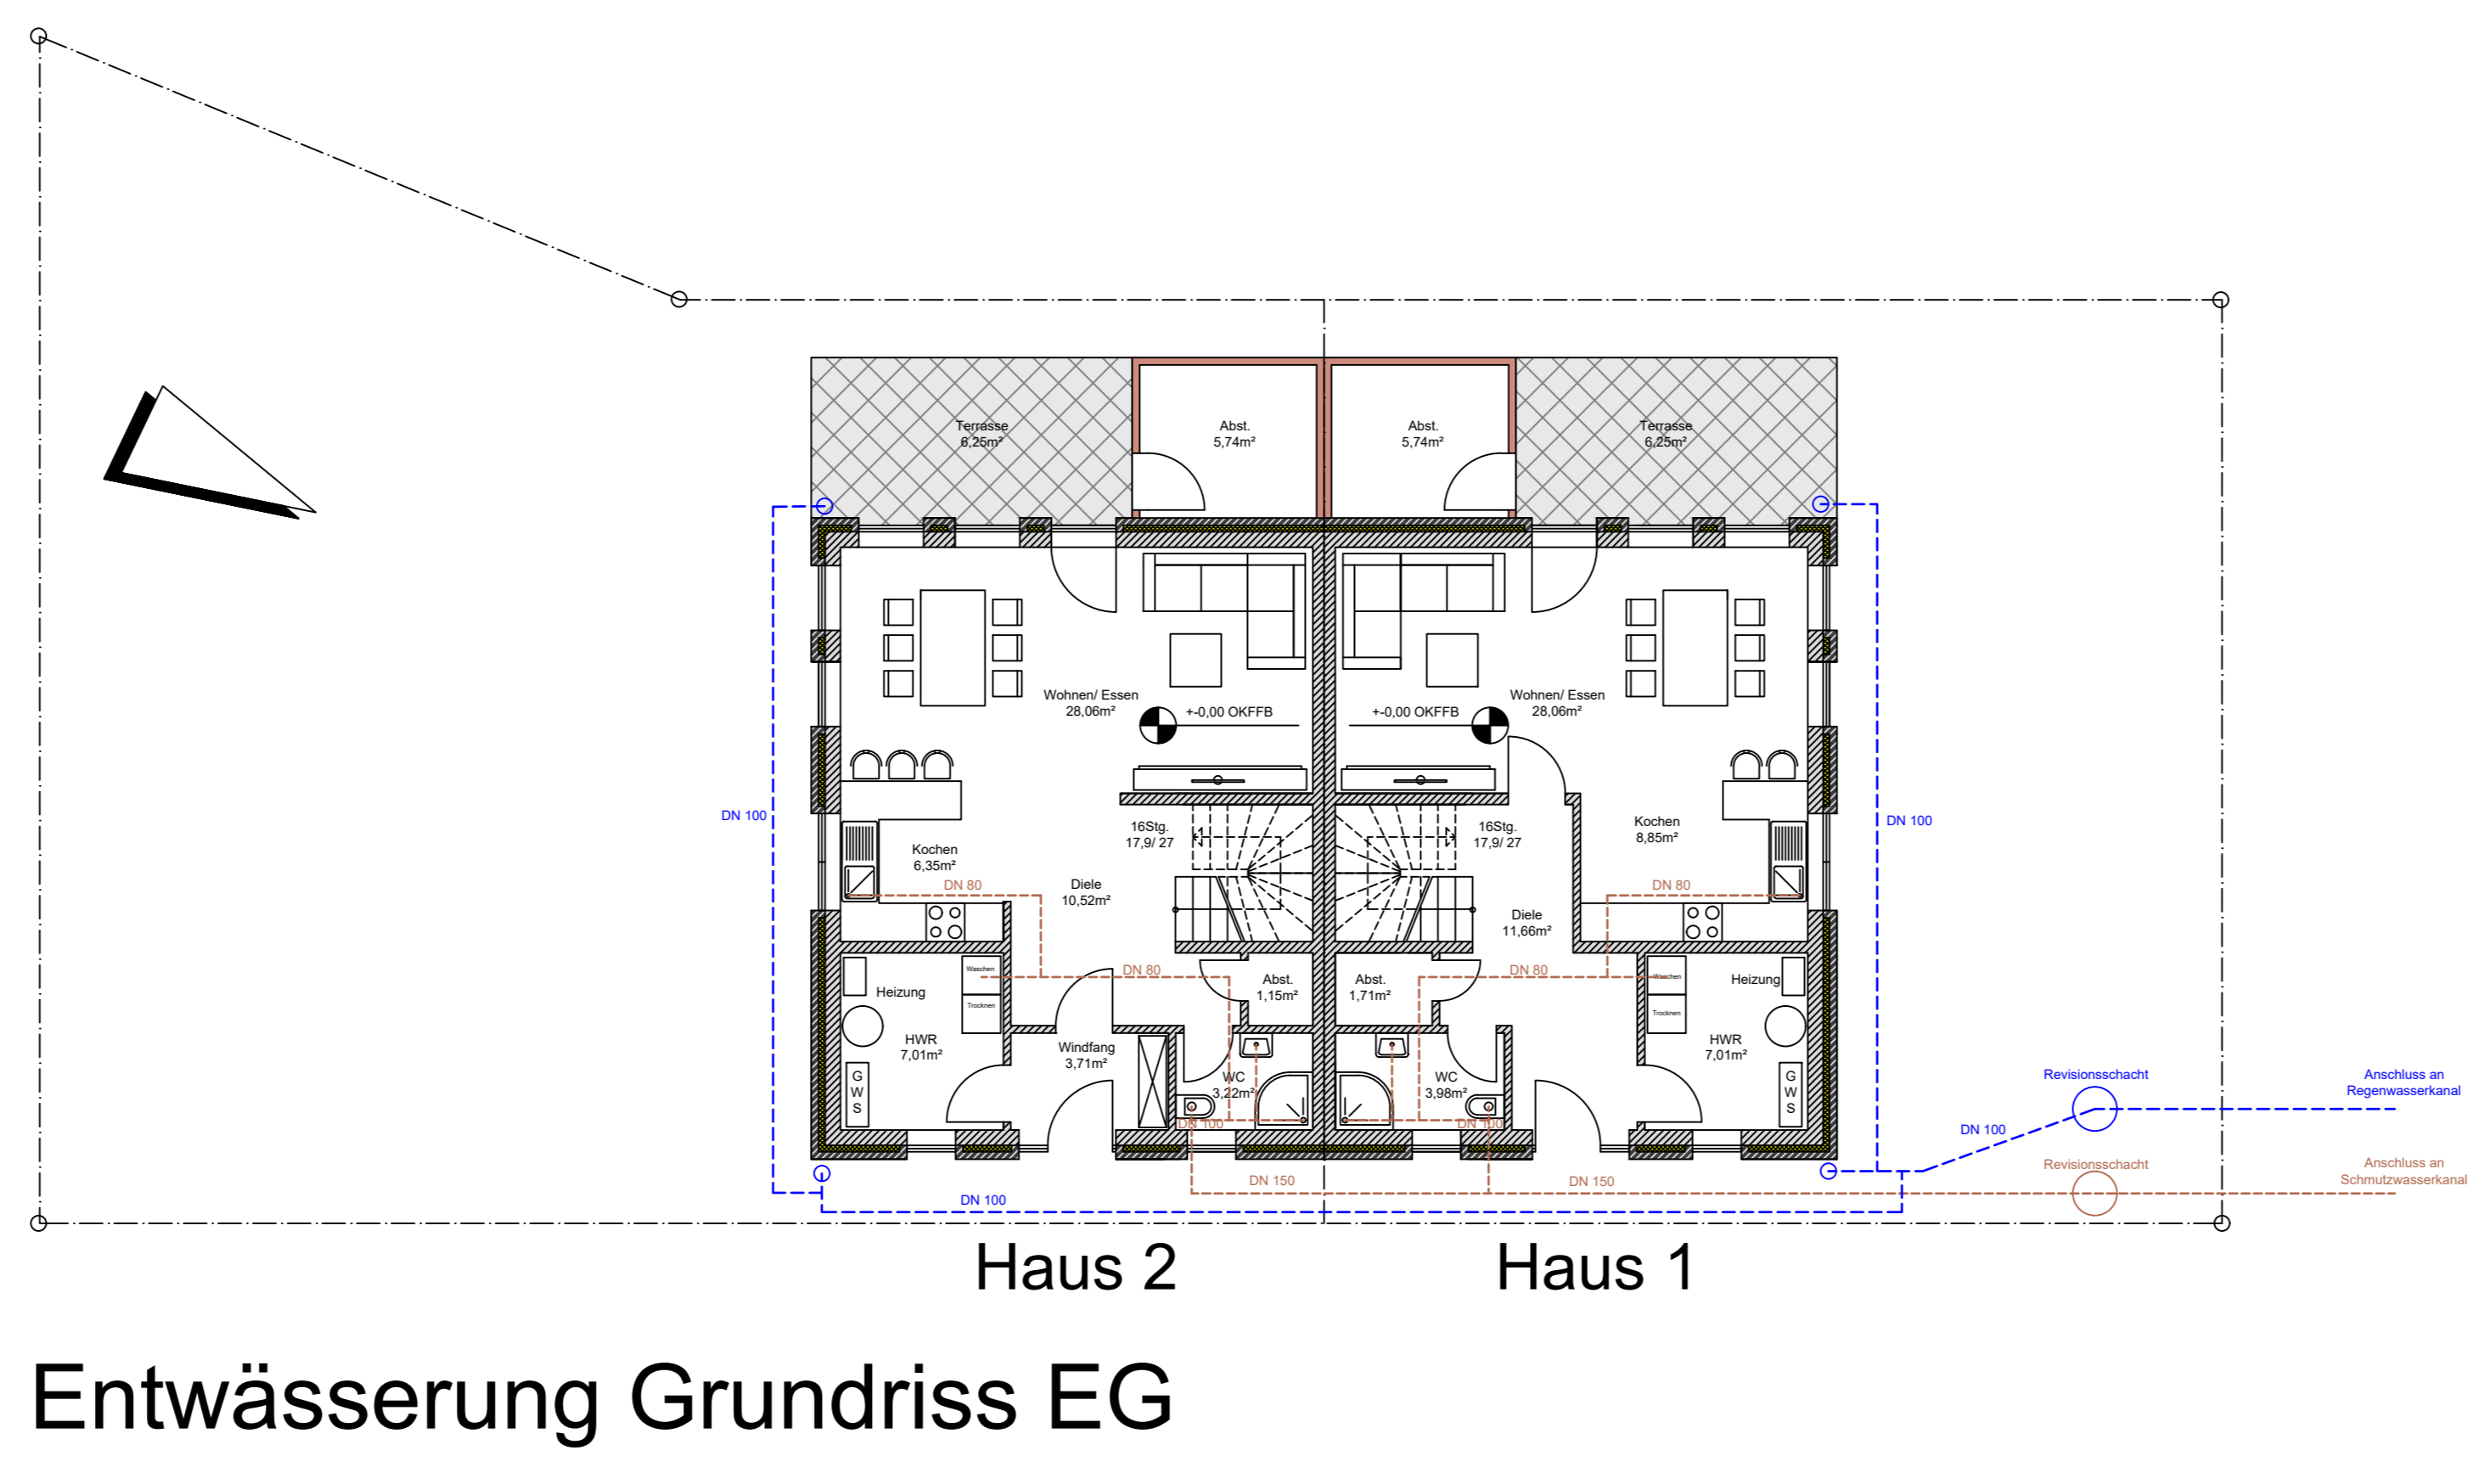 Terrasse
6,25m²
Abst.
5,74m²
Abst.
5,74m²
Terrasse
6,25m²
Wohnen/ Essen
28,06m²
+-0,00 OKFFB
+-0,00 OKFFB
Wohnen/ Essen
28,06m²
DN 100
16Stg.
17,9/ 27
16Stg.
17,9/ 27
Kochen
8,85m²
DN 100
Kochen
6,35m²
DN 80
Diele
10,52m²
DN 80
Diele
11,66m²
Waschen
Trocknen
Heizung
DN 80
Abst.
1,15m²
Abst.
1,71m²
DN 80
Waschen
Trocknen
Heizung
HWR
7,01m²
Windfang
3,71m²
WC
3,22m²
WC
3,98m²
HWR
7,01m²
G
W
S
G
W
S
DN 100
DN 100
Revisionsschacht
Anschluss an
Regenwasserkanal
DN 100
Revisionsschacht
Anschluss an
Schmutzwasserkanal
DN 150
DN 150
DN 100
Haus 2
Haus 1
Entwässerung Grundriss EG